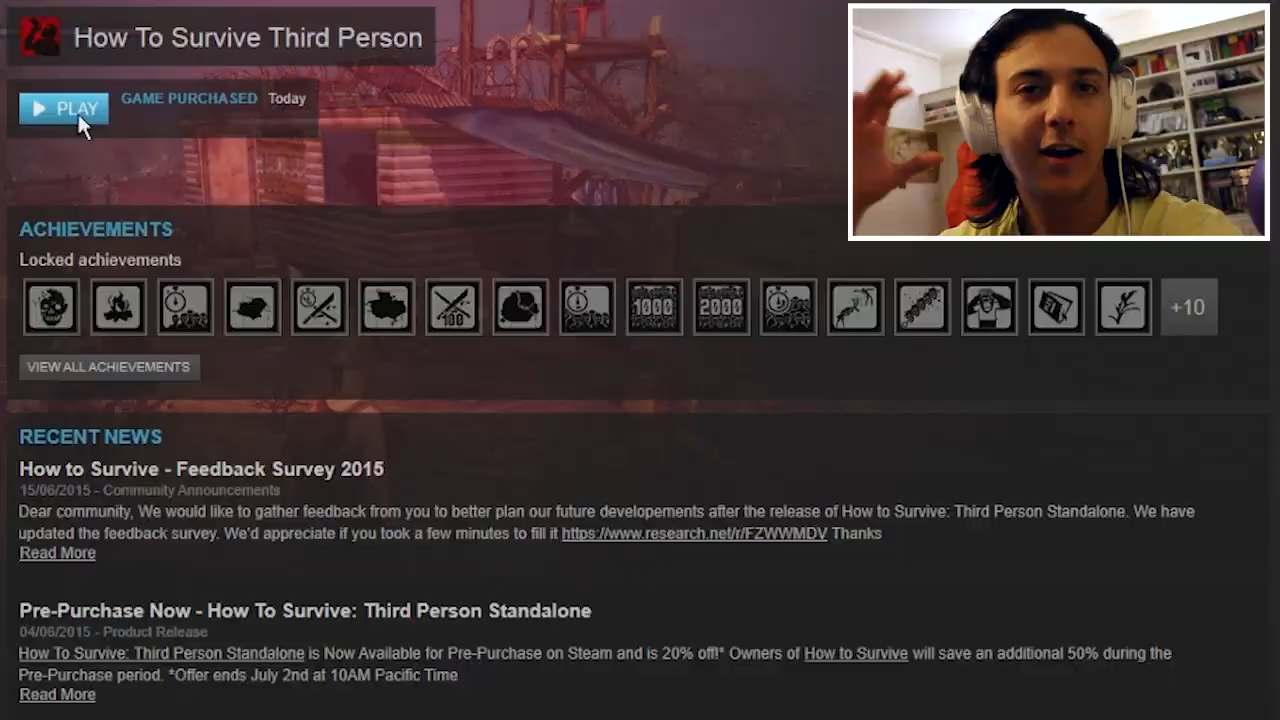 How To Survive Third Person
PLAY
GAME PURCHASED Today
ACHIEVEMENTS
Locked achievements
100
1000
2000
+10
VIEW ALL ACHIEVEMENTS
RECENT NEWS
How to Survive - Feedback Survey 2015
15/06/2015 - Community Announcements
Dear community, We would like to gather feedback from you to better plan our future developements after the release of How to Survive: Third Person Standalone. We have
updated the feedback survey. We'd appreciate if you took a few minutes to fill it https://www.research.net/r/FZWWMDV Thanks
Read More
Pre-Purchase Now - How To Survive: Third Person Standalone
04/06/2015 - Product Release
How To Survive: Third Person Standalone is Now Available for Pre-Purchase on Steam and is 20% off!* Owners of How to Survive will save an additional 50% during the
Pre-Purchase period. *Offer ends July 2nd at 10AM Pacific Time
Read More